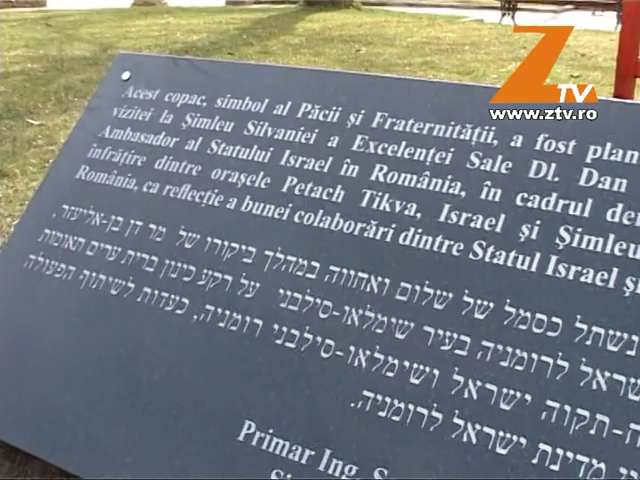 Z TV
www.ztv.ro
Acest copac, simbol al Păcii și Fraternității, a fost
vizitei la Șimleu Silvaniei a Excelenței Sale Dl. Dan
Ambasador al Statului Israel în România, în cadrul
înfrățire dintre orașele Petach Tikva, Israel și Șimleu
România, ca reflecție a bunei colaborări dintre Statul Israel și
נשתל כסמל של שלום ואחווה במהלך ביקורו של מר דן בן-אליעזר,
לרומניה בעיר שימלאו-סילבני על רקע כינון ברית ערים תאומות
תקווה ישראל ושימלאו-סילבני רומניה, כעדות לשיתוף הפעולה
מדינת ישראל לרומניה.
Primar Ing.